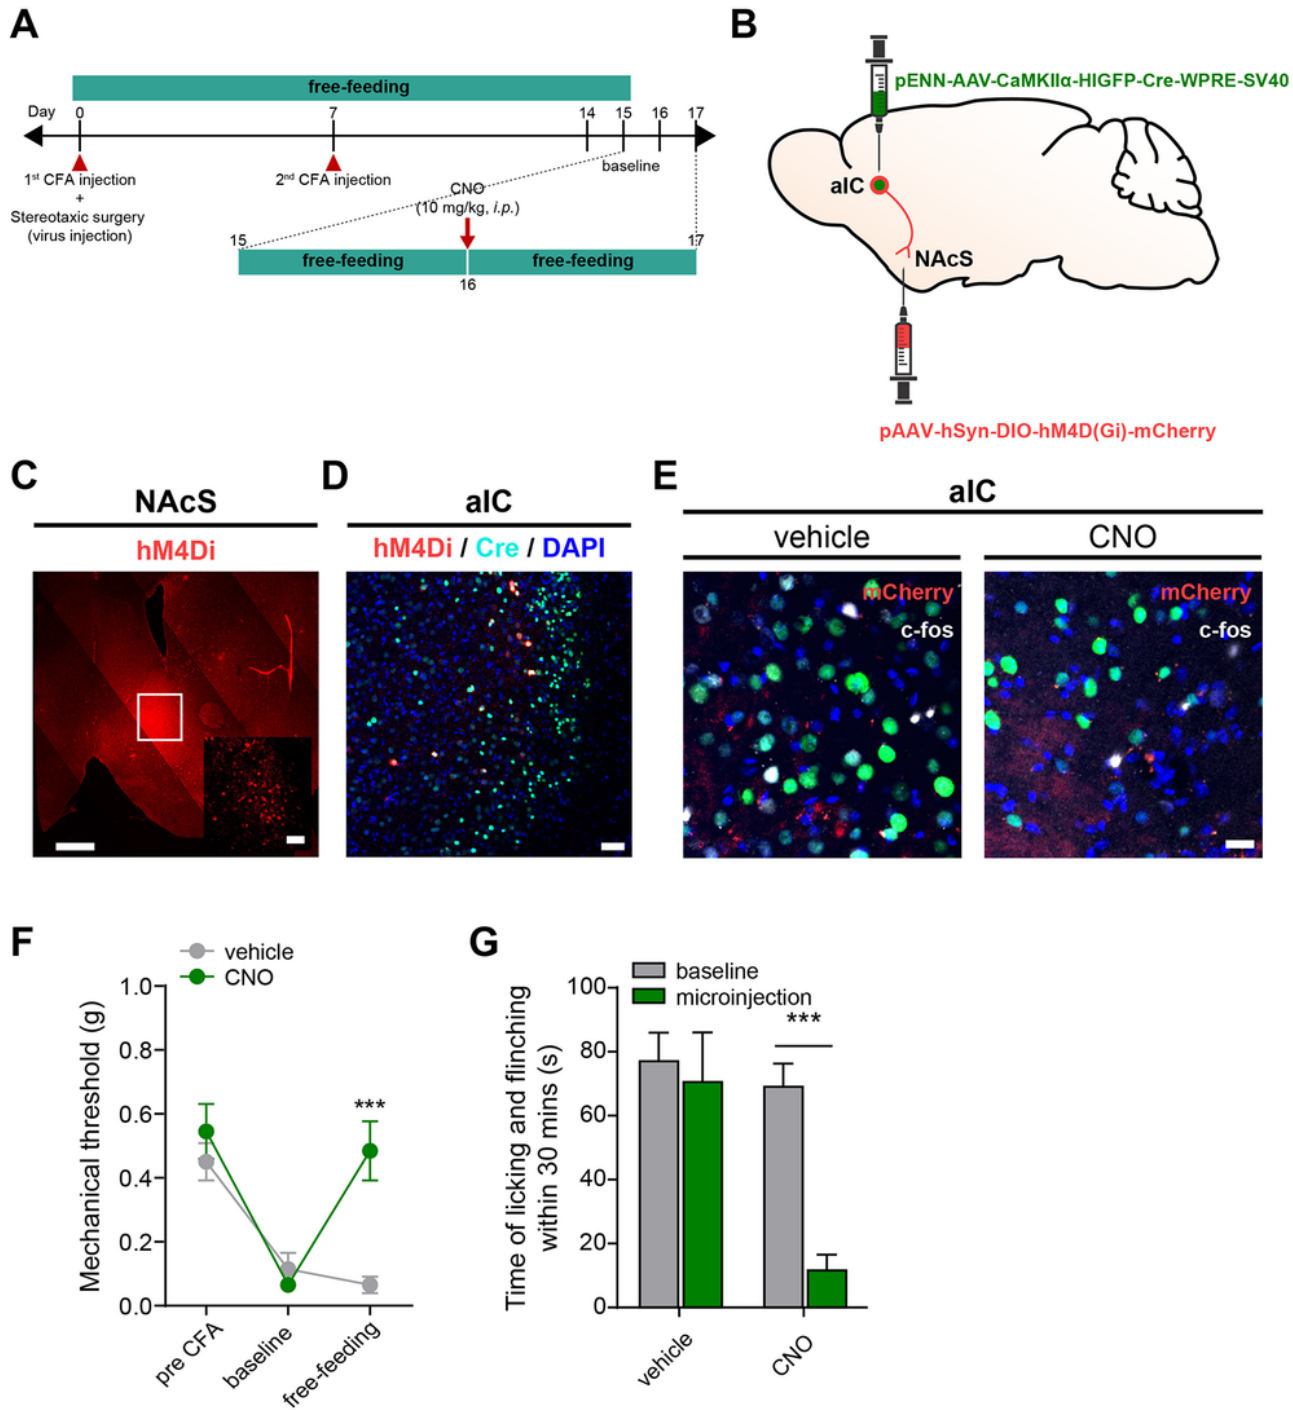 A
free-feeding
Day
0
7
14
15
16
17
1st CFA injection
+
Stereotaxic surgery
(virus injection)
2nd CFA injection
baseline
CNO
(10 mg/kg, i.p.)
15
17
free-feeding
free-feeding
16
B
pENN-AAV-CaMKIIα-HIGFP-Cre-WPRE-SV40
aIC
NAcS
pAAV-hSyn-DIO-hM4D(Gi)-mCherry
C
NAcS
hM4Di
D
aIC
hM4Di / Cre / DAPI
E
aIC
vehicle
CNO
mCherry
c-fos
mCherry
c-fos
F
vehicle
CNO
Mechanical threshold (g)
1.0
0.8
0.6
0.4
0.2
0.0
***
pre CFA
baseline
free-feeding
G
baseline
microinjection
Time of licking and flinching
within 30 mins (s)
100
80
60
40
20
0
***
vehicle
CNO